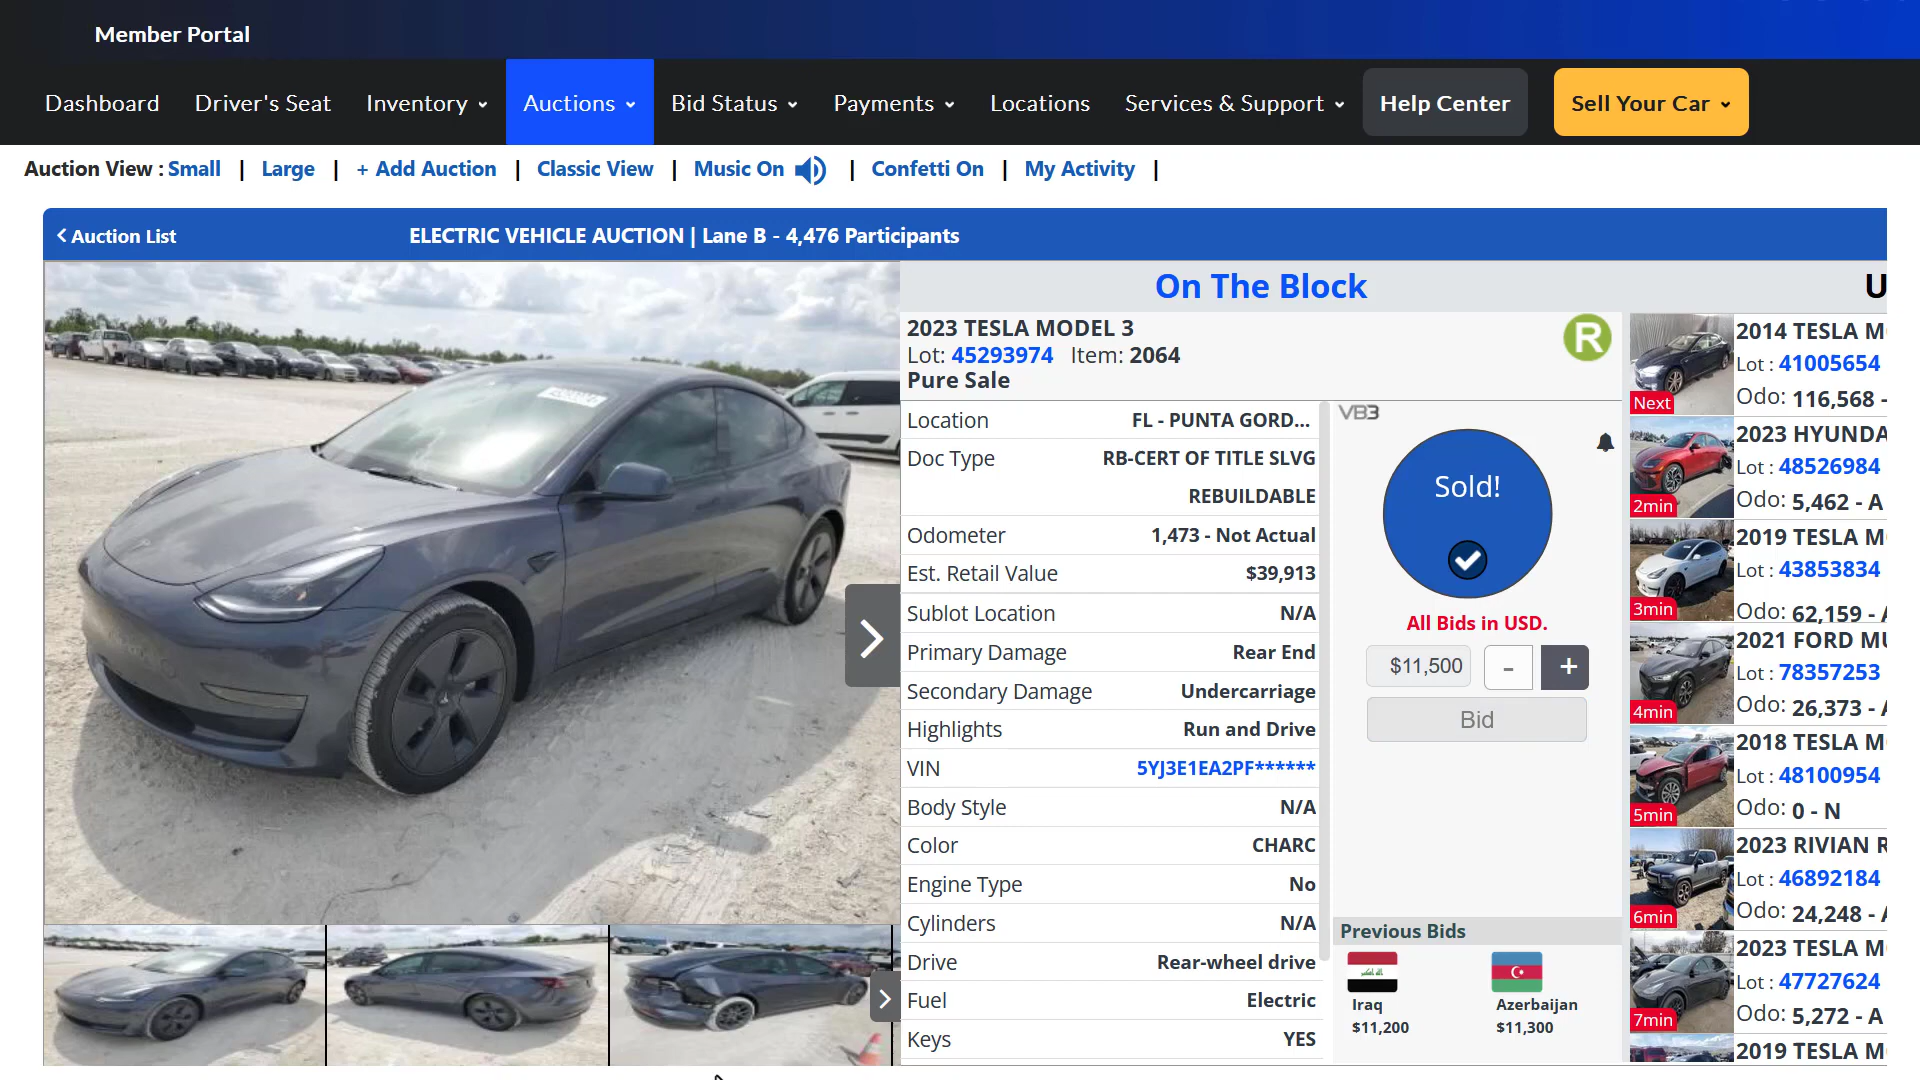 Member Portal
Dashboard Driver's Seat Inventory Auctions Bid Status Payments Locations Services & Support Help Center Sell Your Car
Auction View : Small | Large | + Add Auction | Classic View | Music On | Confetti On | My Activity |
Auction List
ELECTRIC VEHICLE AUCTION | Lane B - 4,476 Participants
On The Block
U
2023 TESLA MODEL 3
Lot: 45293974 Item: 2064
Pure Sale
R
Location FL - PUNTA GORD...
Doc Type RB-CERT OF TITLE SLVG
REBUILDABLE
Odometer 1,473 - Not Actual
Est. Retail Value $39,913
Sublot Location N/A
Primary Damage Rear End
Secondary Damage Undercarriage
Highlights Run and Drive
VIN 5YJ3E1EA2PF******
Body Style N/A
Color CHARC
Engine Type No
Cylinders N/A
Drive Rear-wheel drive
Fuel Electric
Keys YES
VB3
Sold!
All Bids in USD.
$11,500 - +
Bid
Previous Bids
Iraq
$11,200
Azerbaijan
$11,300
2014 TESLA M
Lot : 41005654
Odo: 116,568 -
Next
2023 HYUNDA
Lot : 48526984
Odo: 5,462 - A
2min
2019 TESLA M
Lot : 43853834
Odo: 62,159 - A
3min
2021 FORD MU
Lot : 78357253
Odo: 26,373 - A
4min
2018 TESLA M
Lot : 48100954
Odo: 0 - N
5min
2023 RIVIAN R
Lot : 46892184
Odo: 24,248 - A
6min
2023 TESLA M
Lot : 47727624
Odo: 5,272 - A
7min
2019 TESLA M